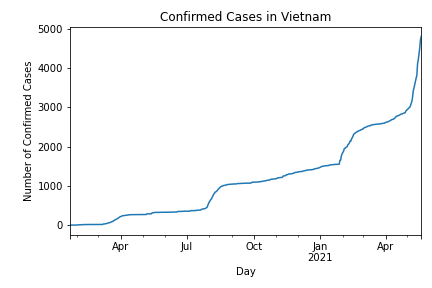 Confirmed Cases in Vietnam
5000
4000
3000
2000
1000
0
Number of Confirmed Cases
Apr Jul Oct Jan Apr
2021
Day